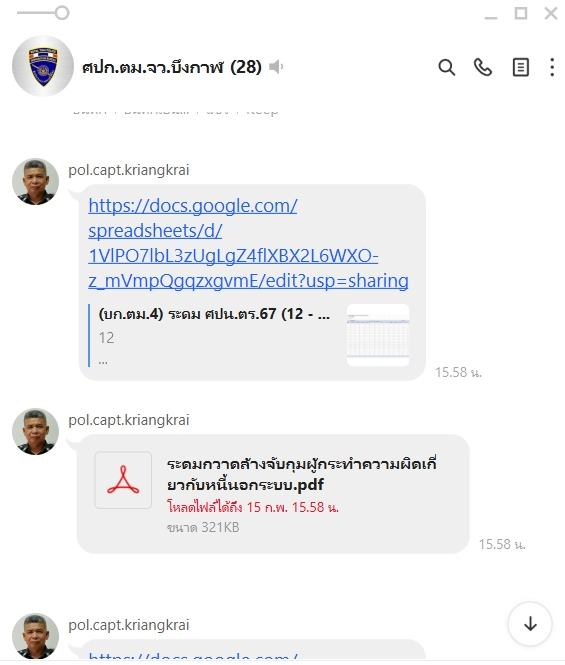 ศปก.ตม.จว.บึงกาฬ (28)
pol.capt.kriangkrai
https://docs.google.com/
spreadsheets/d/
1VlPO7lbL3zUgLgZ4flXBX2L6WXO-
z_mVmpQgqzxgvmE/edit?usp=sharing
(บก.ตม.4) ระดม ศปน.ตร.67 (12 - ...
12
...
15.58 น.
pol.capt.kriangkrai
ระดมกวาดล้างจับกุมผู้กระทำความผิดเกี่
ยวกับหนี้นอกระบบ.pdf
โหลดไฟล์ได้ถึง 15 ก.พ. 15.58 น.
ขนาด 321KB
15.58 น.
pol.capt.kriangkrai
https://docs.google.com/